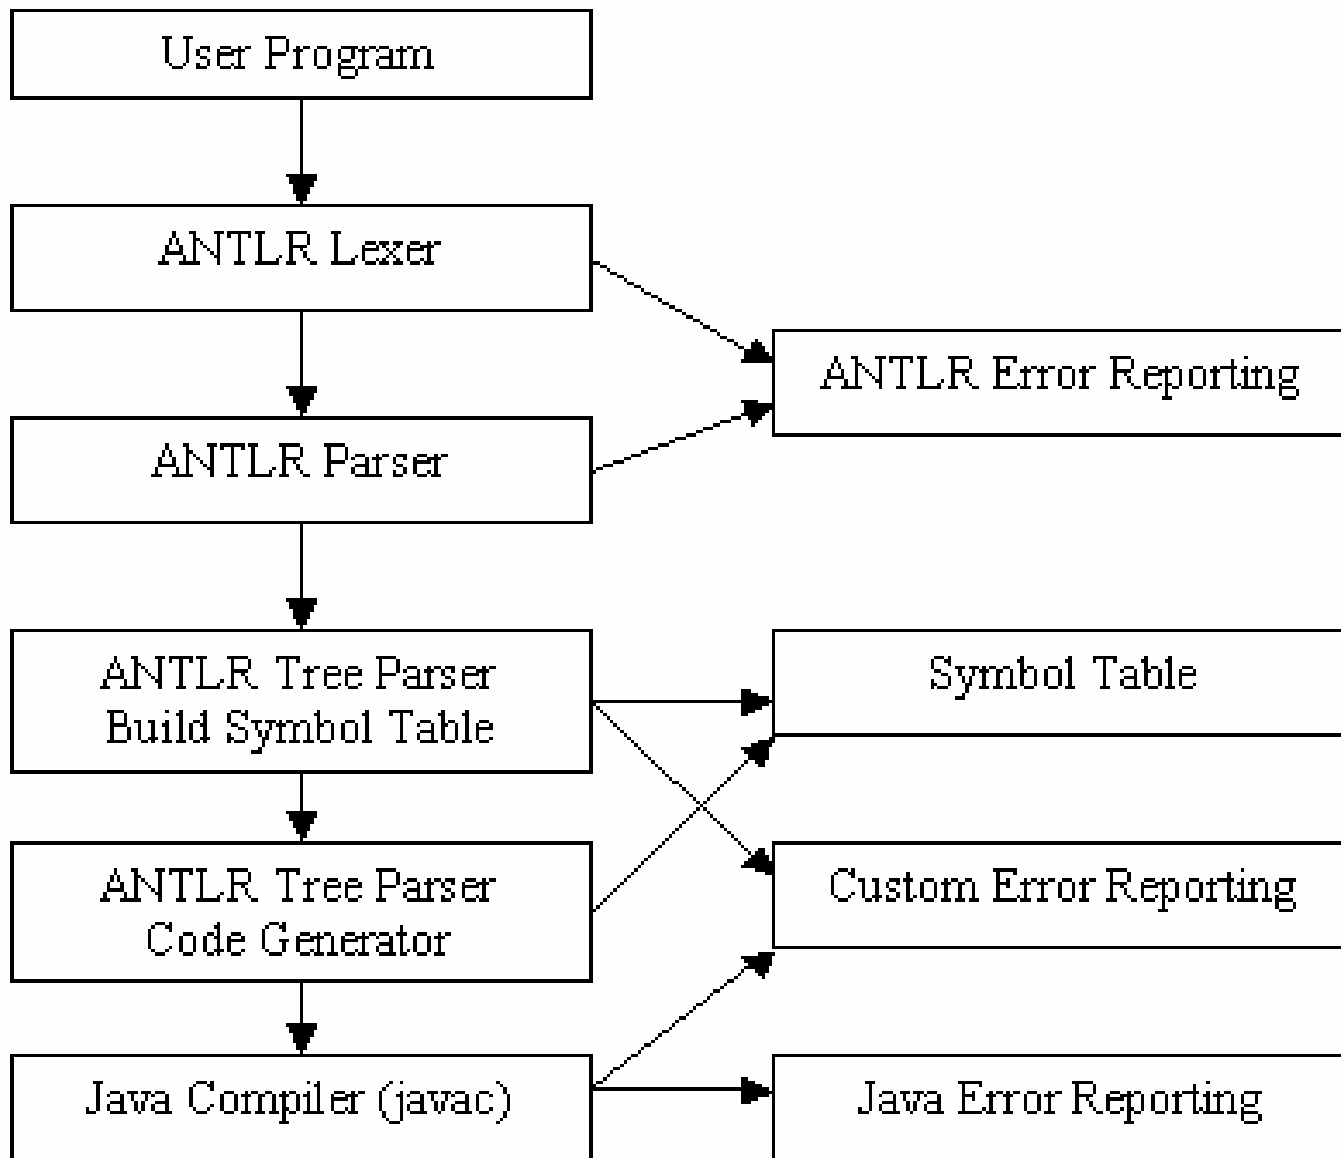 User Program
ANTLR Lexer
ANTLR Error Reporting
ANTLR Parser
ANTLR Tree Parser
Build Symbol Table
Symbol Table
ANTLR Tree Parser
Code Generator
Custom Error Reporting
Java Compiler (javac)
Java Error Reporting